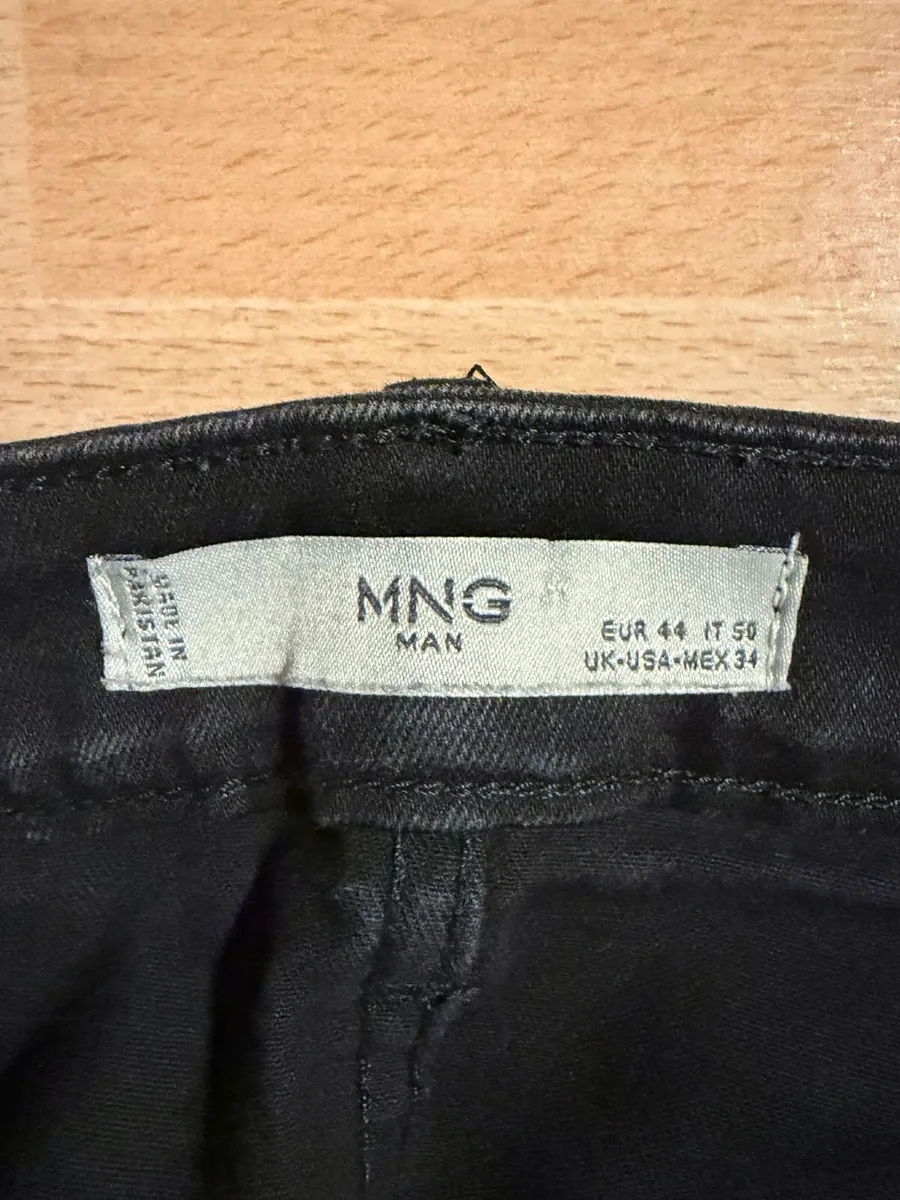 MADE IN
PAKISTAN
MNG
MAN
EUR 44 IT 50
UK-USA-MEX 34